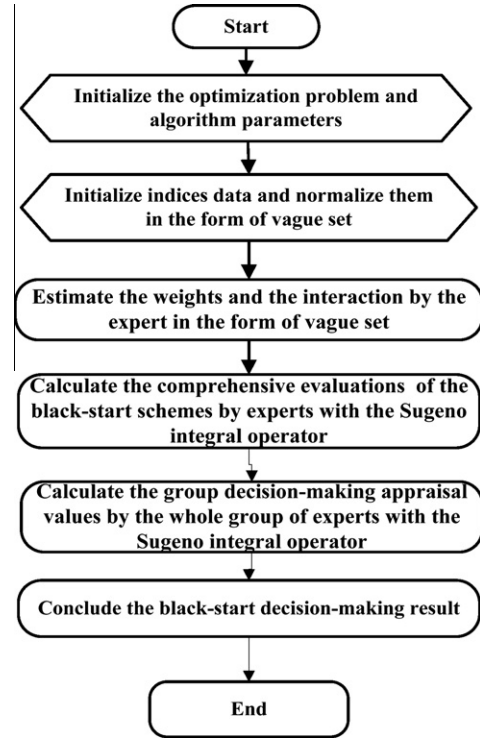 Start
Initialize the optimization problem and
algorithm parameters
Initialize indices data and normalize them
in the form of vague set
Estimate the weights and the interaction by the
expert in the form of vague set
Calculate the comprehensive evaluations of the
black-start schemes by experts with the Sugeno
integral operator
Calculate the group decision-making appraisal
values by the whole group of experts with the
Sugeno integral operator
Conclude the black-start decision-making result
End